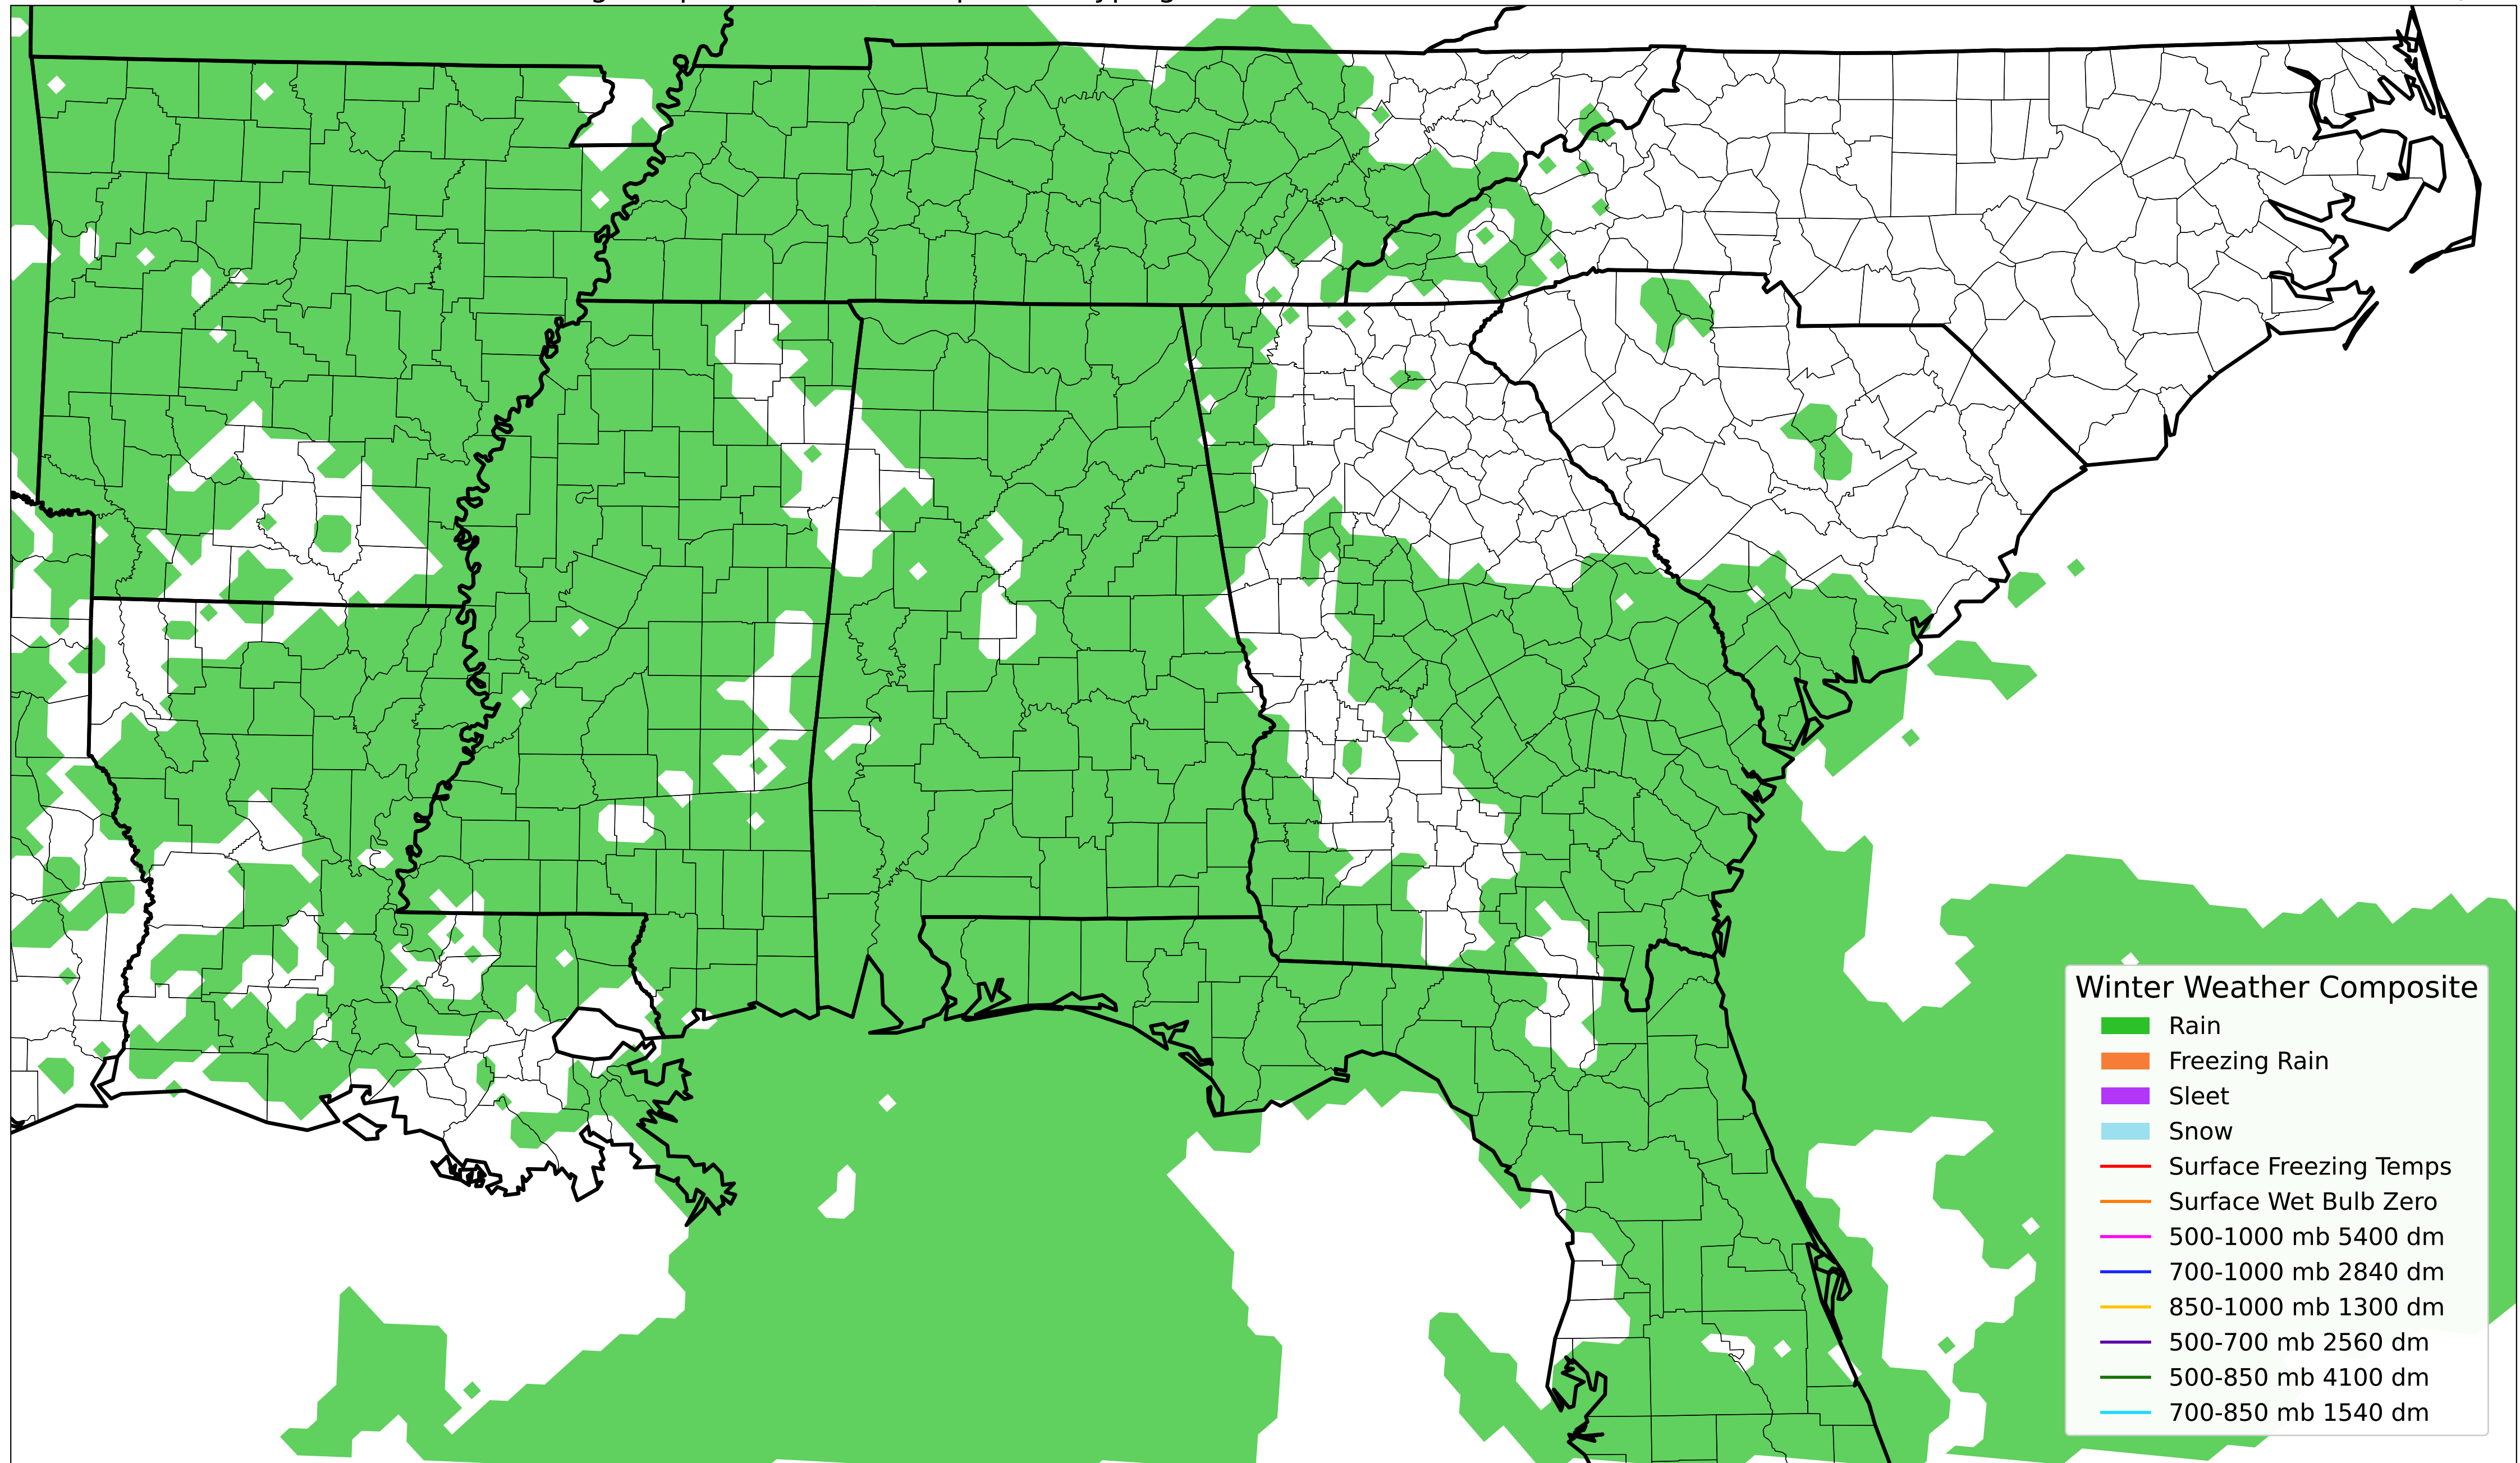 Winter Weather Composite
Rain
Freezing Rain
Sleet
Snow
Surface Freezing Temps
Surface Wet Bulb Zero
500-1000 mb 5400 dm
700-1000 mb 2840 dm
850-1000 mb 1300 dm
500-700 mb 2560 dm
500-850 mb 4100 dm
700-850 mb 1540 dm